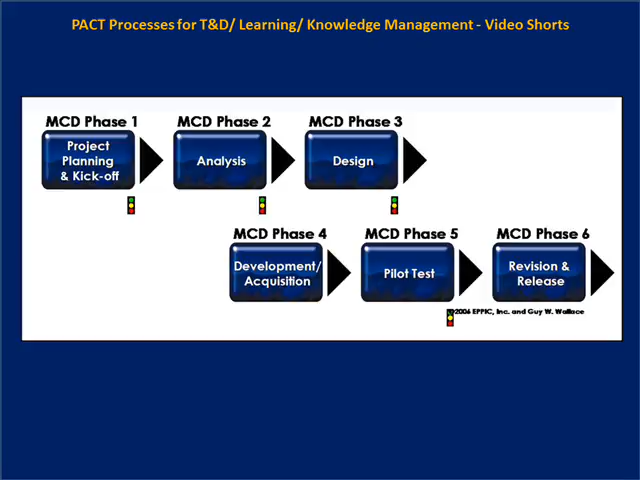 PACT Processes for T&D/ Learning/ Knowledge Management - Video Shorts
MCD Phase 1
MCD Phase 2
MCD Phase 3
Project
Planning
& Kick-off
Analysis
Design
MCD Phase 4
MCD Phase 5
MCD Phase 6
Development/
Acquisition
Pilot Test
Revision &
Release
©2006 EPPIC, Inc. and Guy W. Wallace